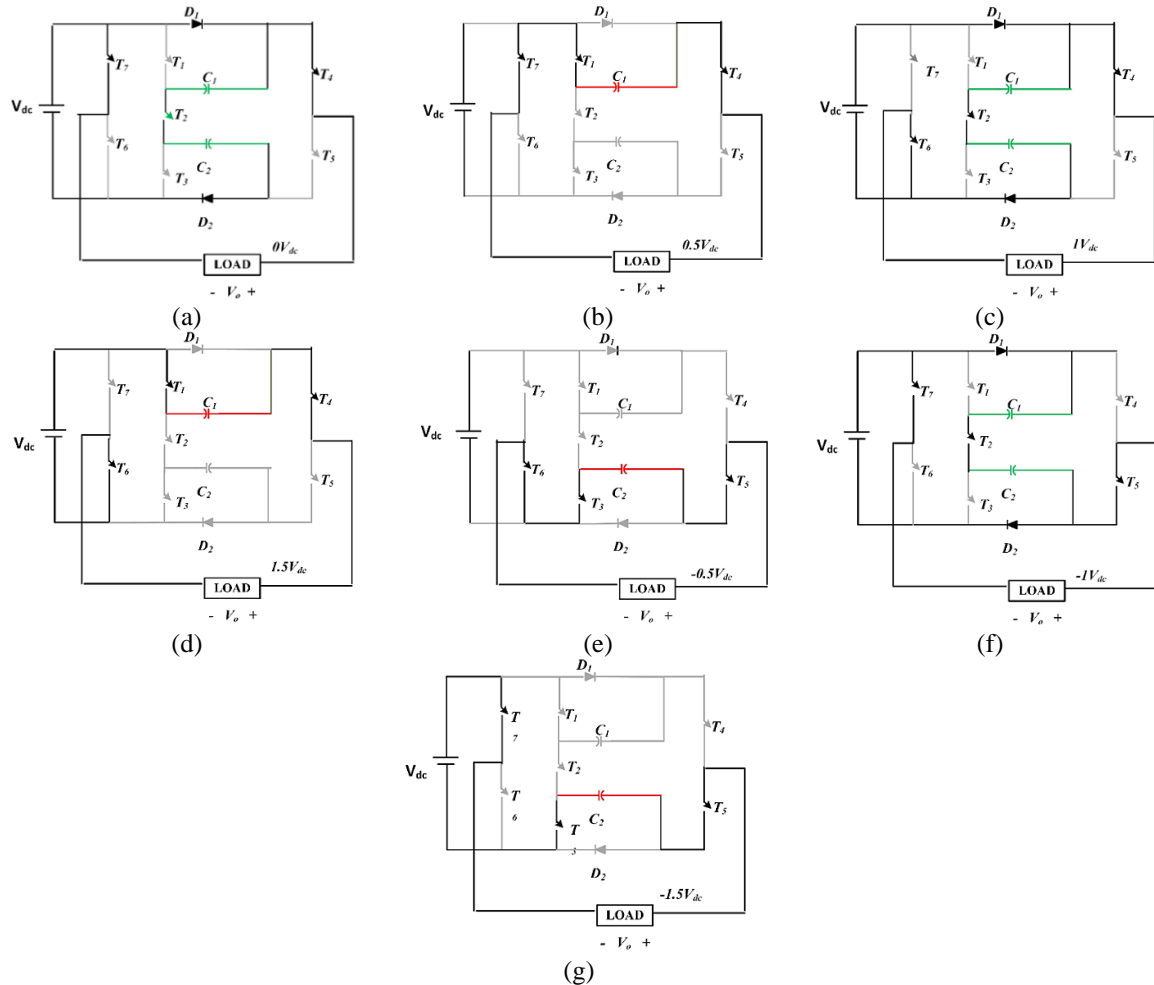 D1
T7
T1
C1
T4
Vdc
T2
T6
C2
T5
T3
D2
0Vdc
LOAD
- Vo +
(a)
D1
T7
T1
C1
T4
Vdc
T2
T6
C2
T5
T3
D2
0.5Vdc
LOAD
- Vo +
(b)
D1
T7
T1
C1
T4
Vdc
T2
T6
C2
T5
T3
D2
1Vdc
LOAD
- Vo +
(c)
D1
T7
T1
C1
T4
Vdc
T2
T6
C2
T5
T3
D2
1.5Vdc
LOAD
- Vo +
(d)
D1
T7
T1
C1
T4
Vdc
T2
T6
C2
T5
T3
D2
-0.5Vdc
LOAD
- Vo +
(e)
D1
T7
T1
C1
T4
Vdc
T2
T6
C2
T5
T3
D2
-1Vdc
LOAD
- Vo +
(f)
D1
T
7
T1
C1
T4
Vdc
T2
T
6
C2
T5
T
3
D2
-1.5Vdc
LOAD
- Vo +
(g)